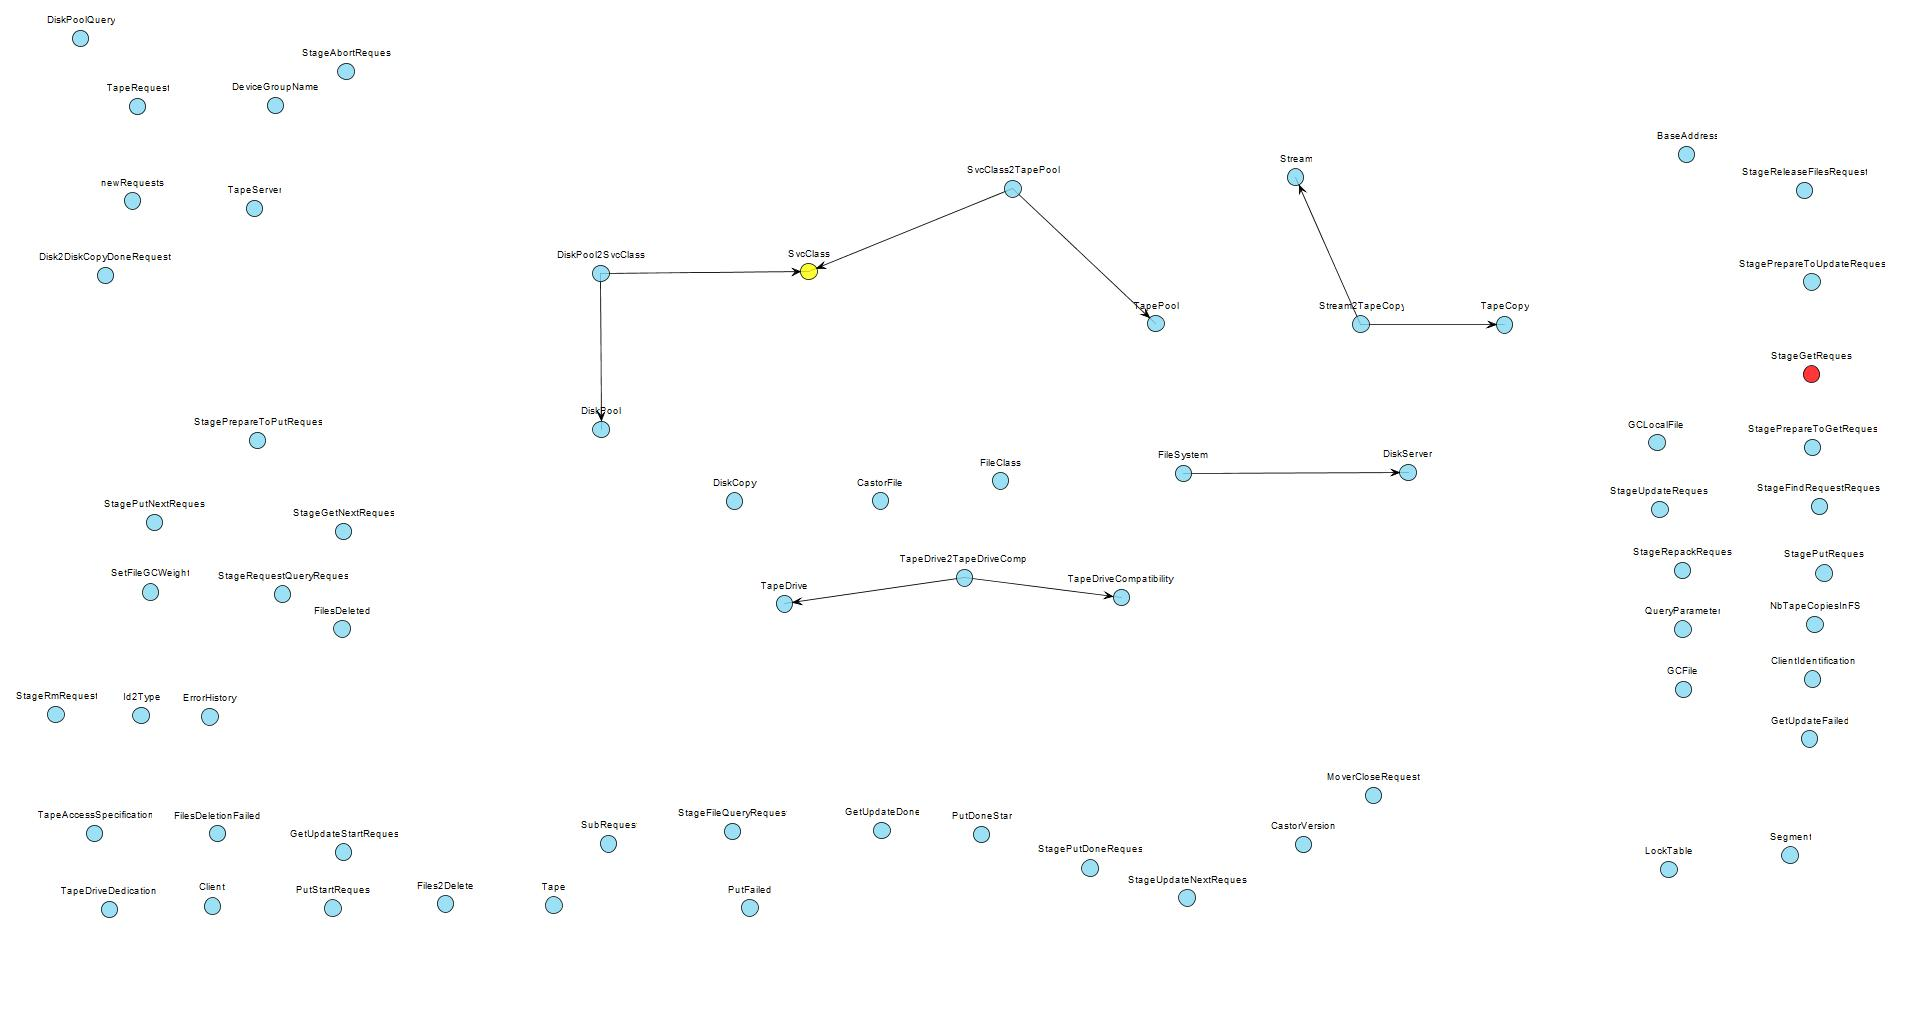 DiskPoolQuery
StageAbortReques
TapeRequest
DeviceGroupName
BaseAddress
SvcClass2TapePool
Stream
StageReleaseFilesRequest
newRequests
TapeServer
DiskPool2SvcClass
SvcClass
Disk2DiskCopyDoneRequest
StagePrepareToUpdateReques
TapePool
Stream2TapeCopy
TapeCopy
StageGetReques
DiskPool
StagePrepareToPutReques
GCLocalFile
StagePrepareToGetReques
FileClass
FileSystem
DiskServer
DiskCopy
CastorFile
StageUpdateReques
StageFindRequestReques
StagePutNextReques
StageGetNextReques
StageRepackReques
StagePutReques
TapeDrive2TapeDriveComp
SetFileGCWeight
StageRequestQueryReques
TapeDrive
TapeDriveCompatibility
FilesDeleted
QueryParameter
NbTapeCopiesInFS
GCFile
ClientIdentification
StageRmRequest
Id2Type
ErrorHistory
GetUpdateFailed
MoverCloseRequest
TapeAccessSpecification
FilesDeletionFailed
GetUpdateStartReques
SubReques
StageFileQueryReques
GetUpdateDone
PutDoneStar
CastorVersion
StagePutDoneReques
LockTable
Segment
TapeDriveDedication
Client
PutStartReques
Files2Delete
Tape
PutFailed
StageUpdateNextReques